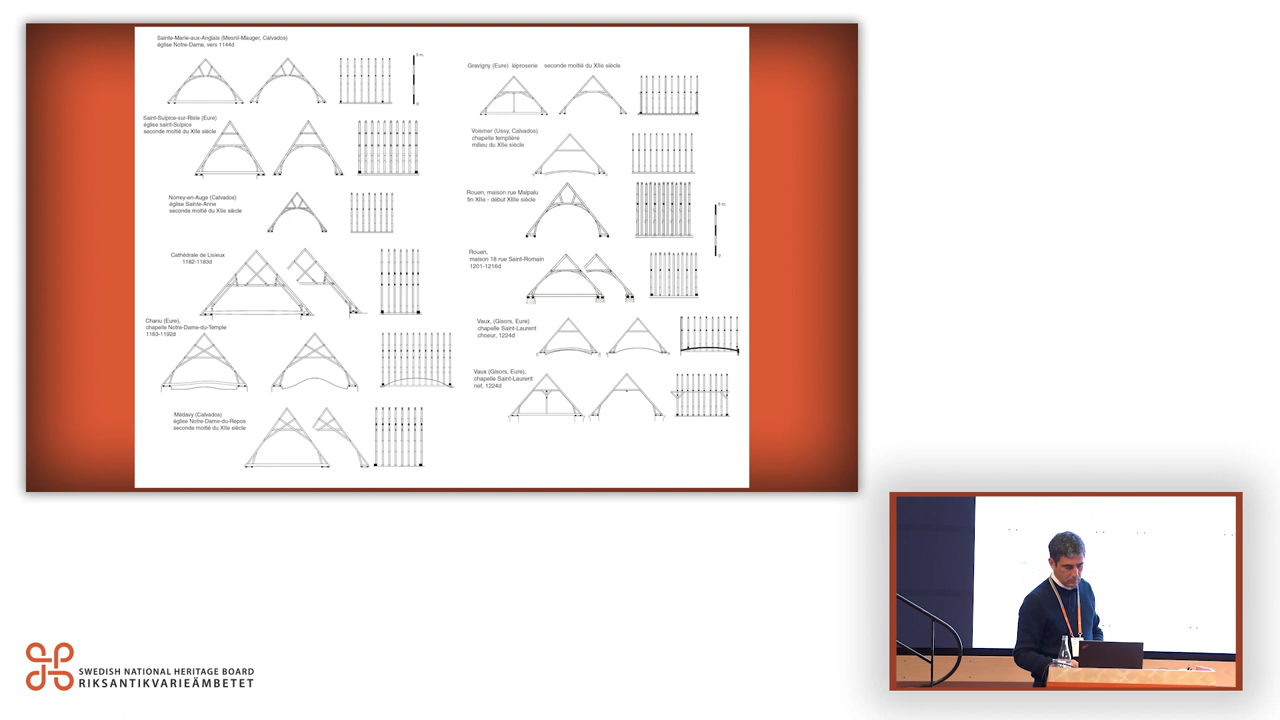 Sainte-Marie-aux-Anglais (Mesnil-Mauger, Calvados)
église Notre-Dame, vers 1144d
Saint-Sulpice-sur-Risle (Eure)
église saint-Sulpice
seconde moitié du XIIe siècle
Norrey-en-Auge (Calvados)
église Sainte-Anne
seconde moitié du XIIe siècle
Cathédrale de Lisieux
1182-1183d
Chanu (Eure),
chapelle Notre-Dame-du-Temple
1183-1192d
Médavy (Calvados)
église Notre-Dame-du-Repos
seconde moitié du XIIe siècle
Gravigny (Eure) léproserie seconde moitié du XIIe siècle
Voismer (Ussy, Calvados)
chapelle templière
milieu du XIIe siècle
Rouen, maison rue Malpalu
fin XIIe - début XIIIe siècle
Rouen,
maison 18 rue Saint-Romain
1201-1216d
Vaux, (Gisors, Eure)
chapelle Saint-Laurent
choeur, 1224d
Vaux (Gisors, Eure),
chapelle Saint-Laurent
nef, 1224d
SWEDISH NATIONAL HERITAGE BOARD
RIKSANTIKVARIEÄMBETET